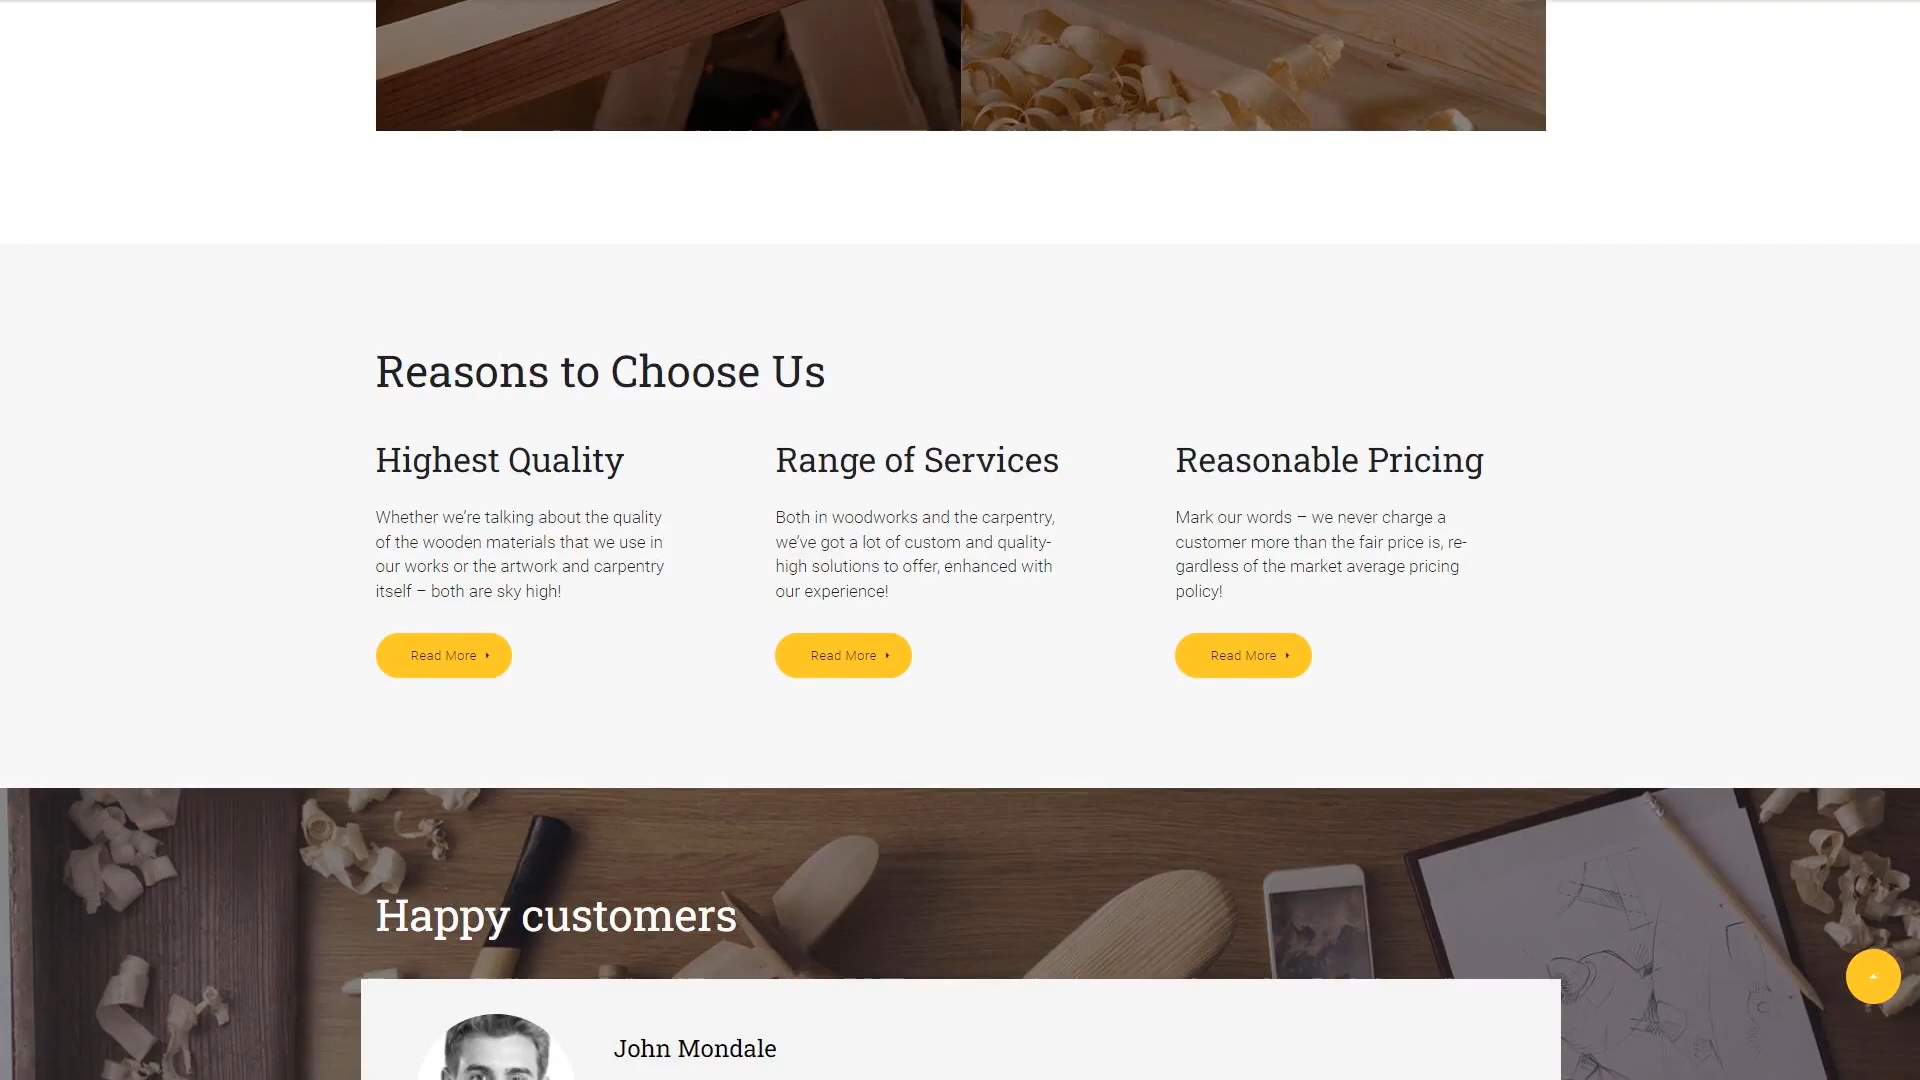 Reasons to Choose Us
Highest Quality
Whether we’re talking about the quality
of the wooden materials that we use in
our works or the artwork and carpentry
itself – both are sky high!
Read More
Range of Services
Both in woodworks and the carpentry,
we’ve got a lot of custom and quality-
high solutions to offer, enhanced with
our experience!
Read More
Reasonable Pricing
Mark our words – we never charge a
customer more than the fair price is, re-
gardless of the market average pricing
policy!
Read More
Happy customers
John Mondale